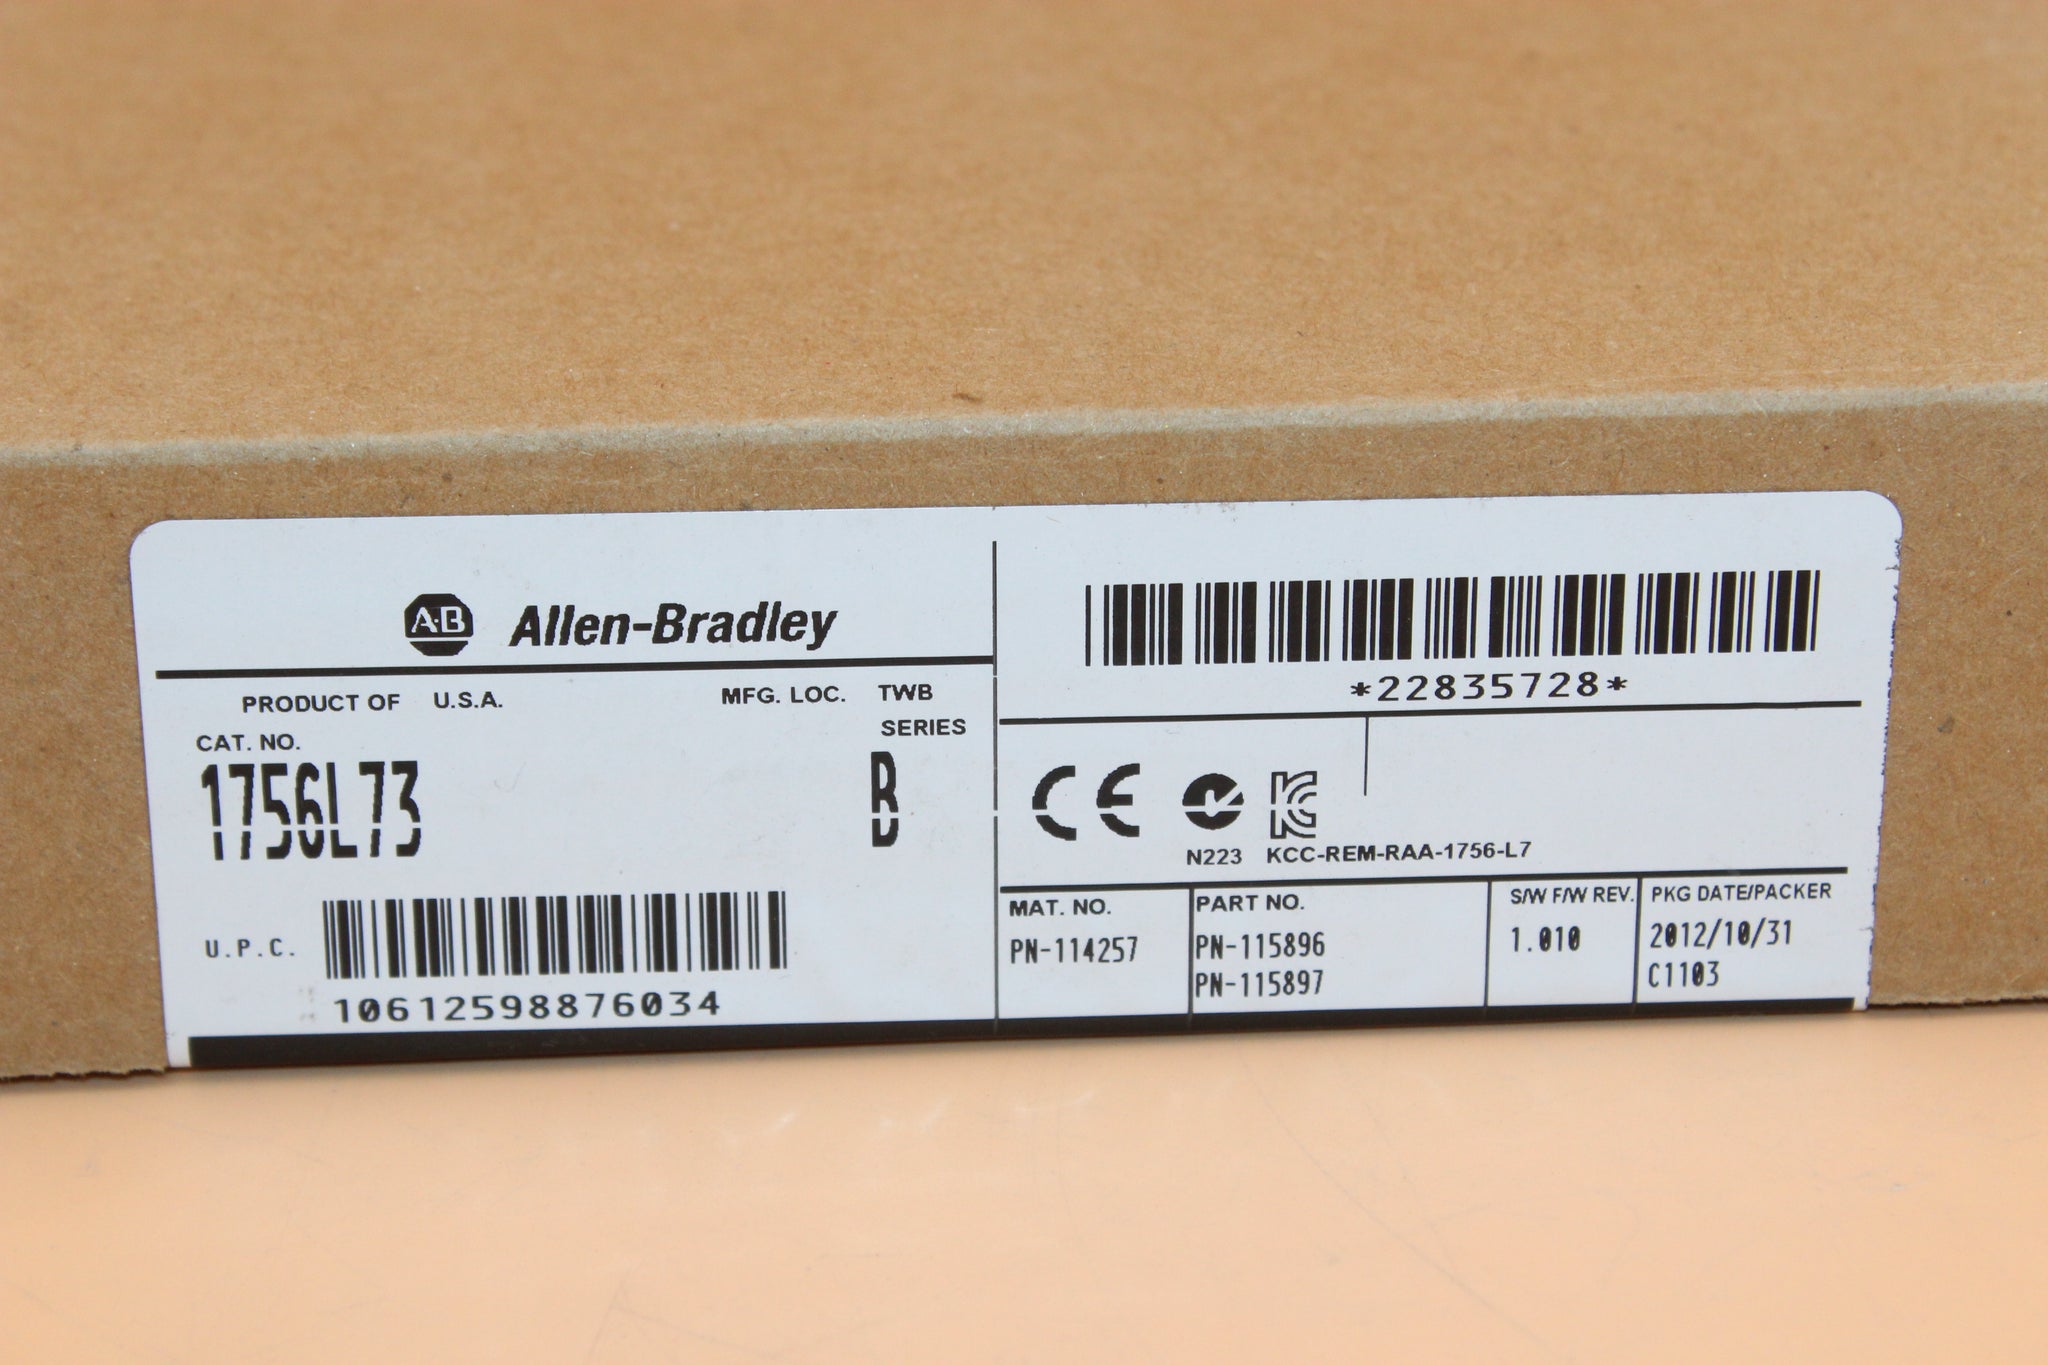 A-B Allen-Bradley
PRODUCT OF U.S.A. MFG. LOC. TWB
SERIES
CAT. NO.
1756L73 B
U.P.C.
10612598876034
*22835728*
CE
N223 KCC-REM-RAA-1756-L7
MAT. NO. PART NO. S/W F/W REV. PKG DATE/PACKER
PN-114257 PN-115896 1.010 2012/10/31
PN-115897 C1103